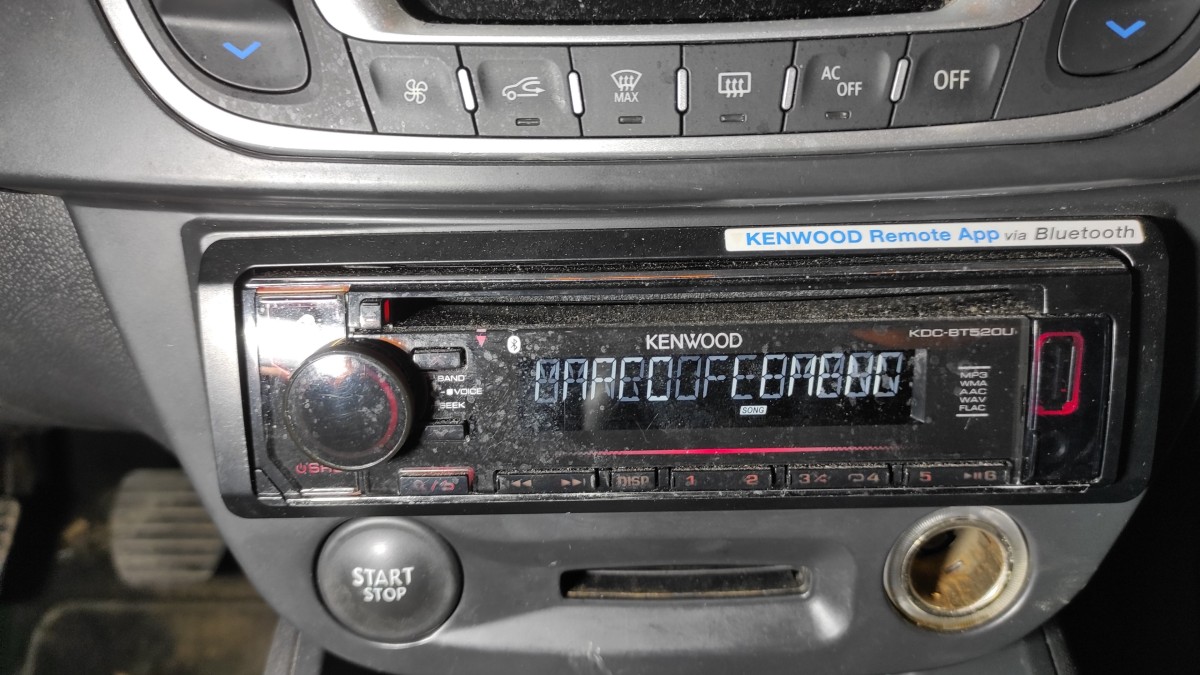 MAX
AC
OFF
OFF
KENWOOD Remote App via Bluetooth
KENWOOD
KDC-BT520U
BAND
VOICE
SEEK
SONG
MP3
WMA
AAC
WAV
FLAC
DISP
1
2
3
4
5
6
START
STOP